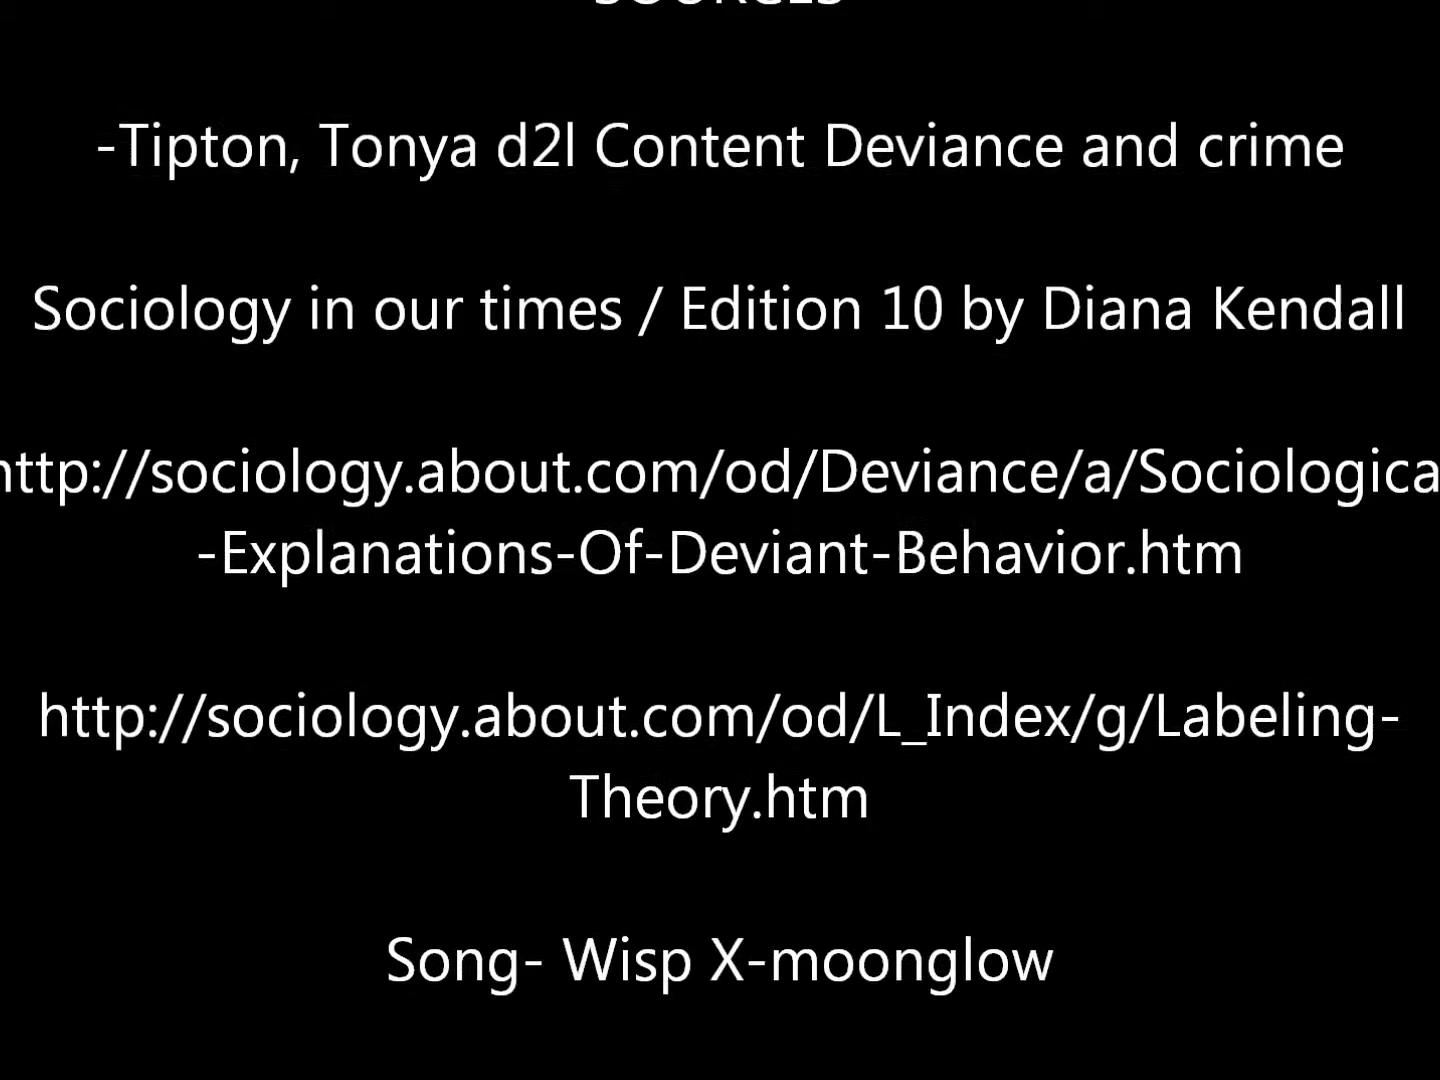 SOURCES
-Tipton, Tonya d2l Content Deviance and crime
Sociology in our times / Edition 10 by Diana Kendall
http://sociology.about.com/od/Deviance/a/Sociologica
-Explanations-Of-Deviant-Behavior.htm
http://sociology.about.com/od/L_Index/g/Labeling-
Theory.htm
Song- Wisp X-moonglow